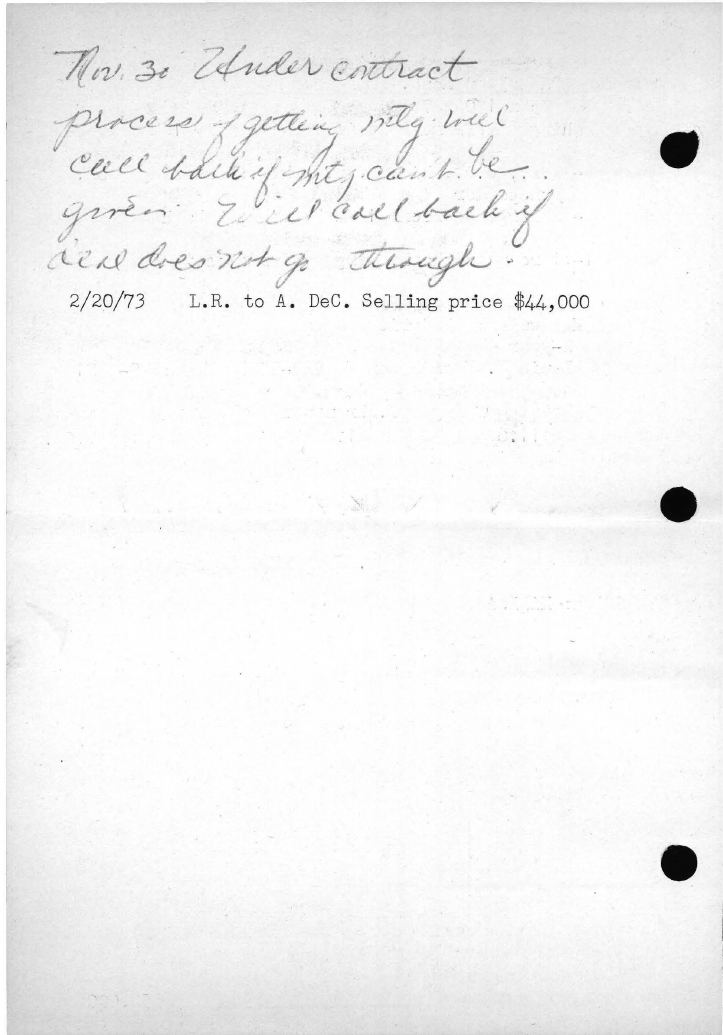 Nov. 30 Under contract
process of getting mtg will
call back if mtg can't be
given. Will call back if
deal does not go through.
2/20/73 L.R. to A. DeC. Selling price $44,000